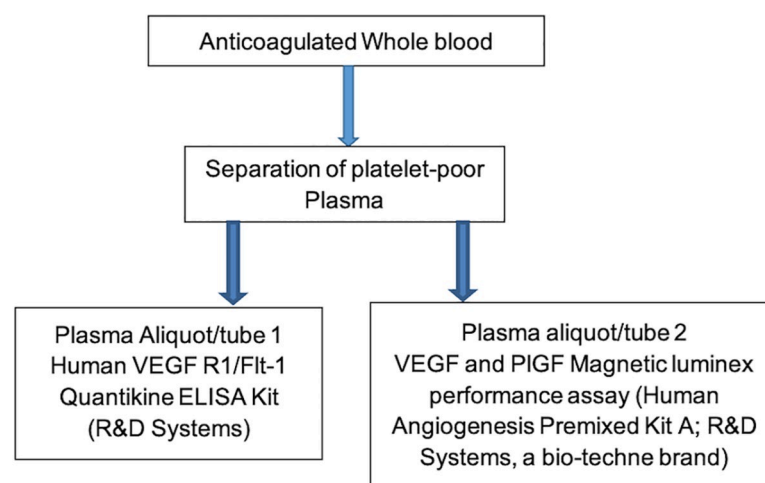 Anticoagulated Whole blood
Separation of platelet-poor
Plasma
Plasma Aliquot/tube 1
Human VEGF R1/Flt-1
Quantikine ELISA Kit
(R&D Systems)
Plasma aliquot/tube 2
VEGF and PlGF Magnetic luminex
performance assay (Human
Angiogenesis Premixed Kit A; R&D
Systems, a bio-techne brand)